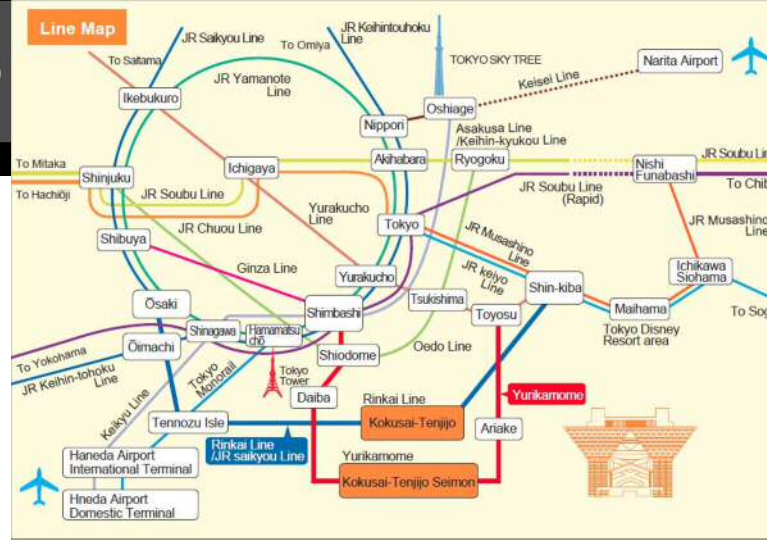 Line Map
JR Saikyou Line
JR Keihintouhoku
Line
To Saitama
To Omiya
TOKYO SKY TREE
Narita Airport
JR Yamanote
Line
Keisei Line
Ikebukuro
Oshiage
Nippori
Asakusa Line
/Keihin-kyukou Line
To Mitaka
Ichigaya
Akihabara
Ryogoku
Nishi
Funabashi
JR Soubu Lin
Shinjuku
To Hachiōji
JR Soubu Line
JR Soubu Line
(Rapid)
To Chib
Yurakucho
Line
JR Chuou Line
Tokyo
JR Musashino
Line
JR Musashino
Line
Shibuya
Ginza Line
Yurakucho
JR keiyo
Line
Ichikawa
Siohama
Shin-kiba
Ōsaki
Tsukishima
Shimbashi
Toyosu
Maihama
To Sog
Shinagawa
Hamamatsu
chō
Tokyo Disney
Resort area
Ōimachi
Shiodome
Oedo Line
To Yokohama
JR Keihin-tohoku
Line
Tokyo
Monorail
Tokyo
Tower
Keikyu Line
Daiba
Rinkai Line
Yurikamome
Tennozu Isle
Kokusai-Tenjijo
Ariake
Rinkai Line
/JR saikyou Line
Haneda Airport
International Terminal
Yurikamome
Kokusai-Tenjijo Seimon
Hneda Airport
Domestic Terminal